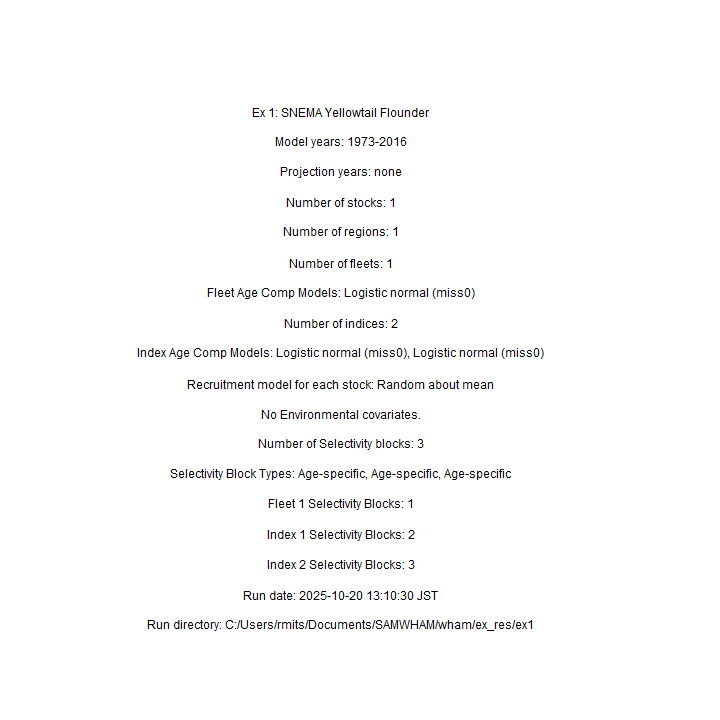 Ex 1: SNEMA Yellowtail Flounder
Model years: 1973-2016
Projection years: none
Number of stocks: 1
Number of regions: 1
Number of fleets: 1
Fleet Age Comp Models: Logistic normal (miss0)
Number of indices: 2
Index Age Comp Models: Logistic normal (miss0), Logistic normal (miss0)
Recruitment model for each stock: Random about mean
No Environmental covariates.
Number of Selectivity blocks: 3
Selectivity Block Types: Age-specific, Age-specific, Age-specific
Fleet 1 Selectivity Blocks: 1
Index 1 Selectivity Blocks: 2
Index 2 Selectivity Blocks: 3
Run date: 2025-10-20 13:10:30 JST
Run directory: C:/Users/rmits/Documents/SAMWHAM/wham/ex_res/ex1